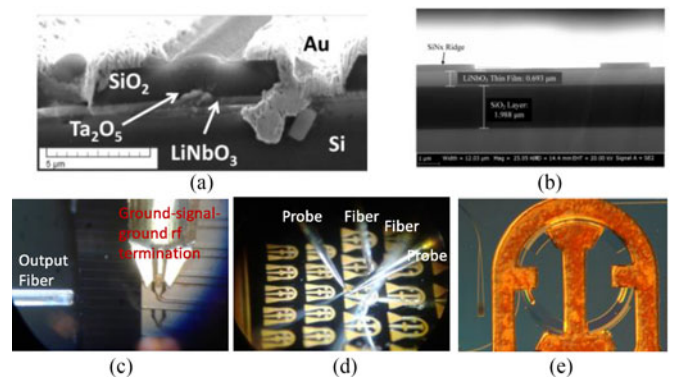 Au
SiO2
Ta2O5
LiNbO3
Si
5 µm
(a)
SiNx Ridge
LiNbO3 Thin Film: 0.693 µm
SiO2 Layer:
1.988 µm
(b)
Ground-signal-
ground rf
termination
Output
Fiber
(c)
Probe
Fiber
Fiber
Probe
(d)
(e)